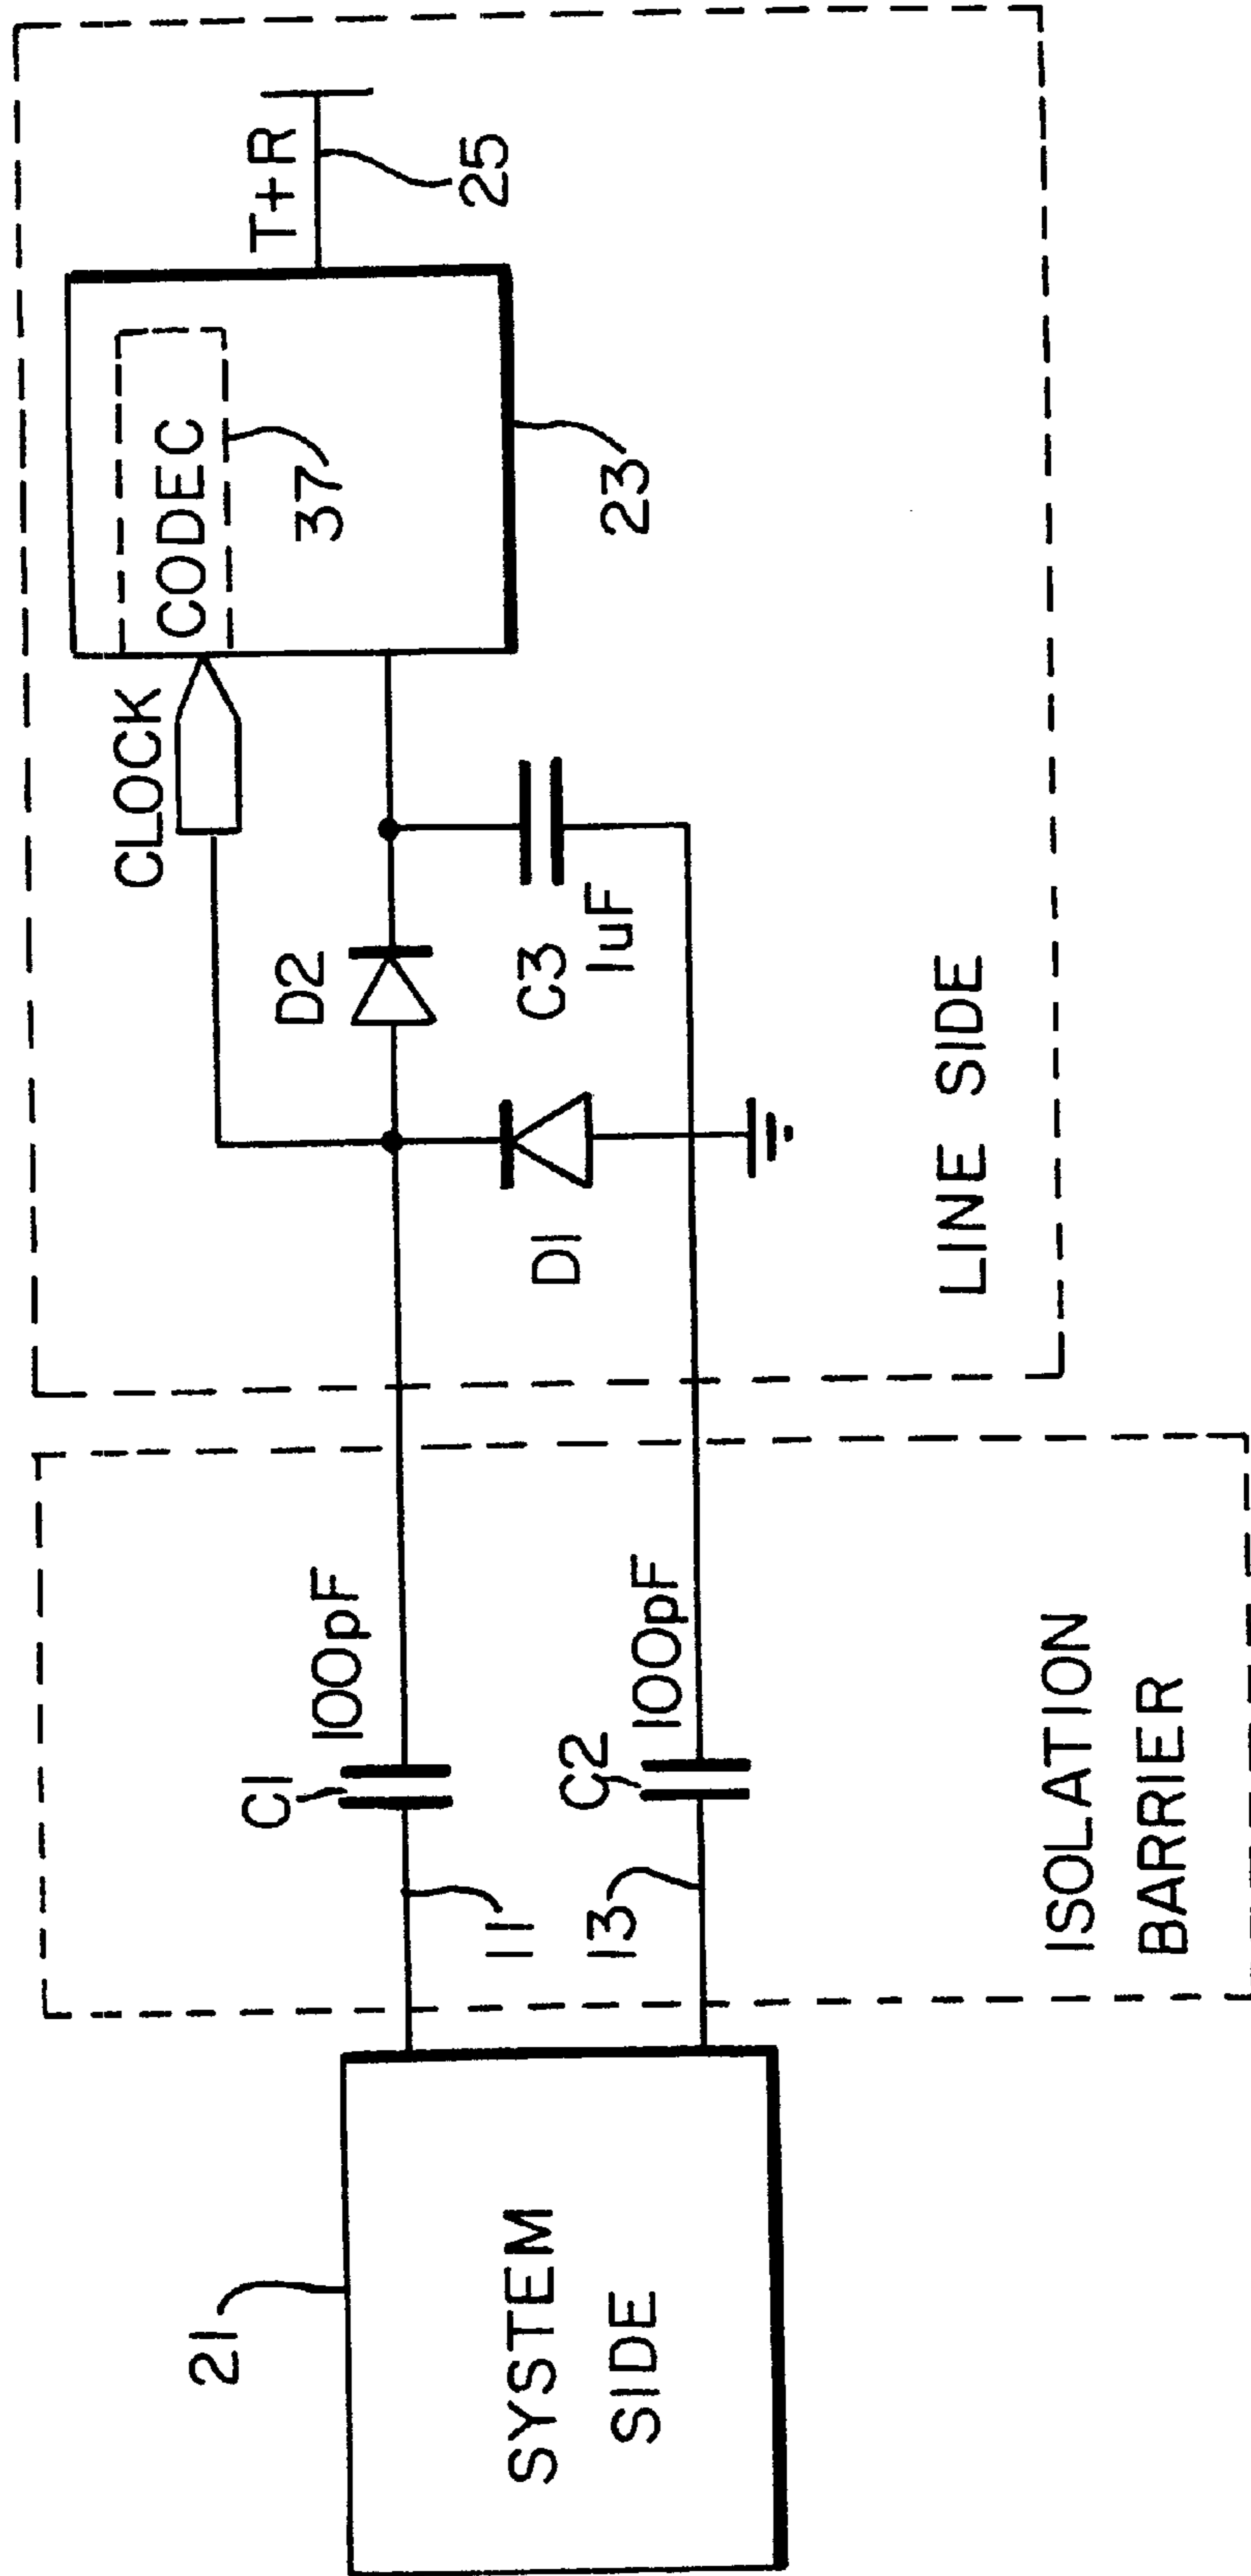 21
SYSTEM
SIDE
C1
100pF
11
C2
100pF
13
ISOLATION
BARRIER
CLOCK
CODEC
37
23
T+R
25
D2
C3
1uF
D1
LINE SIDE